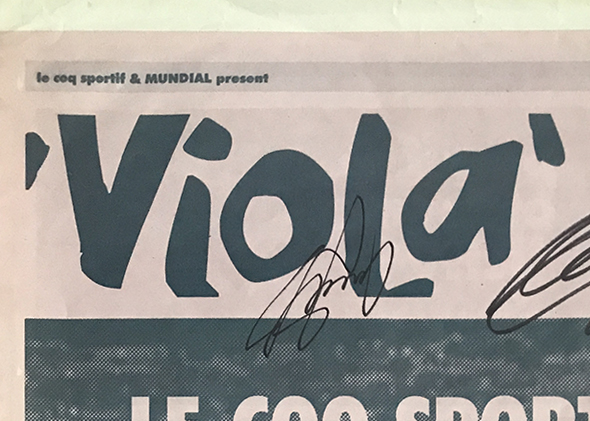 le coq sportif & MUNDIAL present
'Viola'
LE COQ SPORT